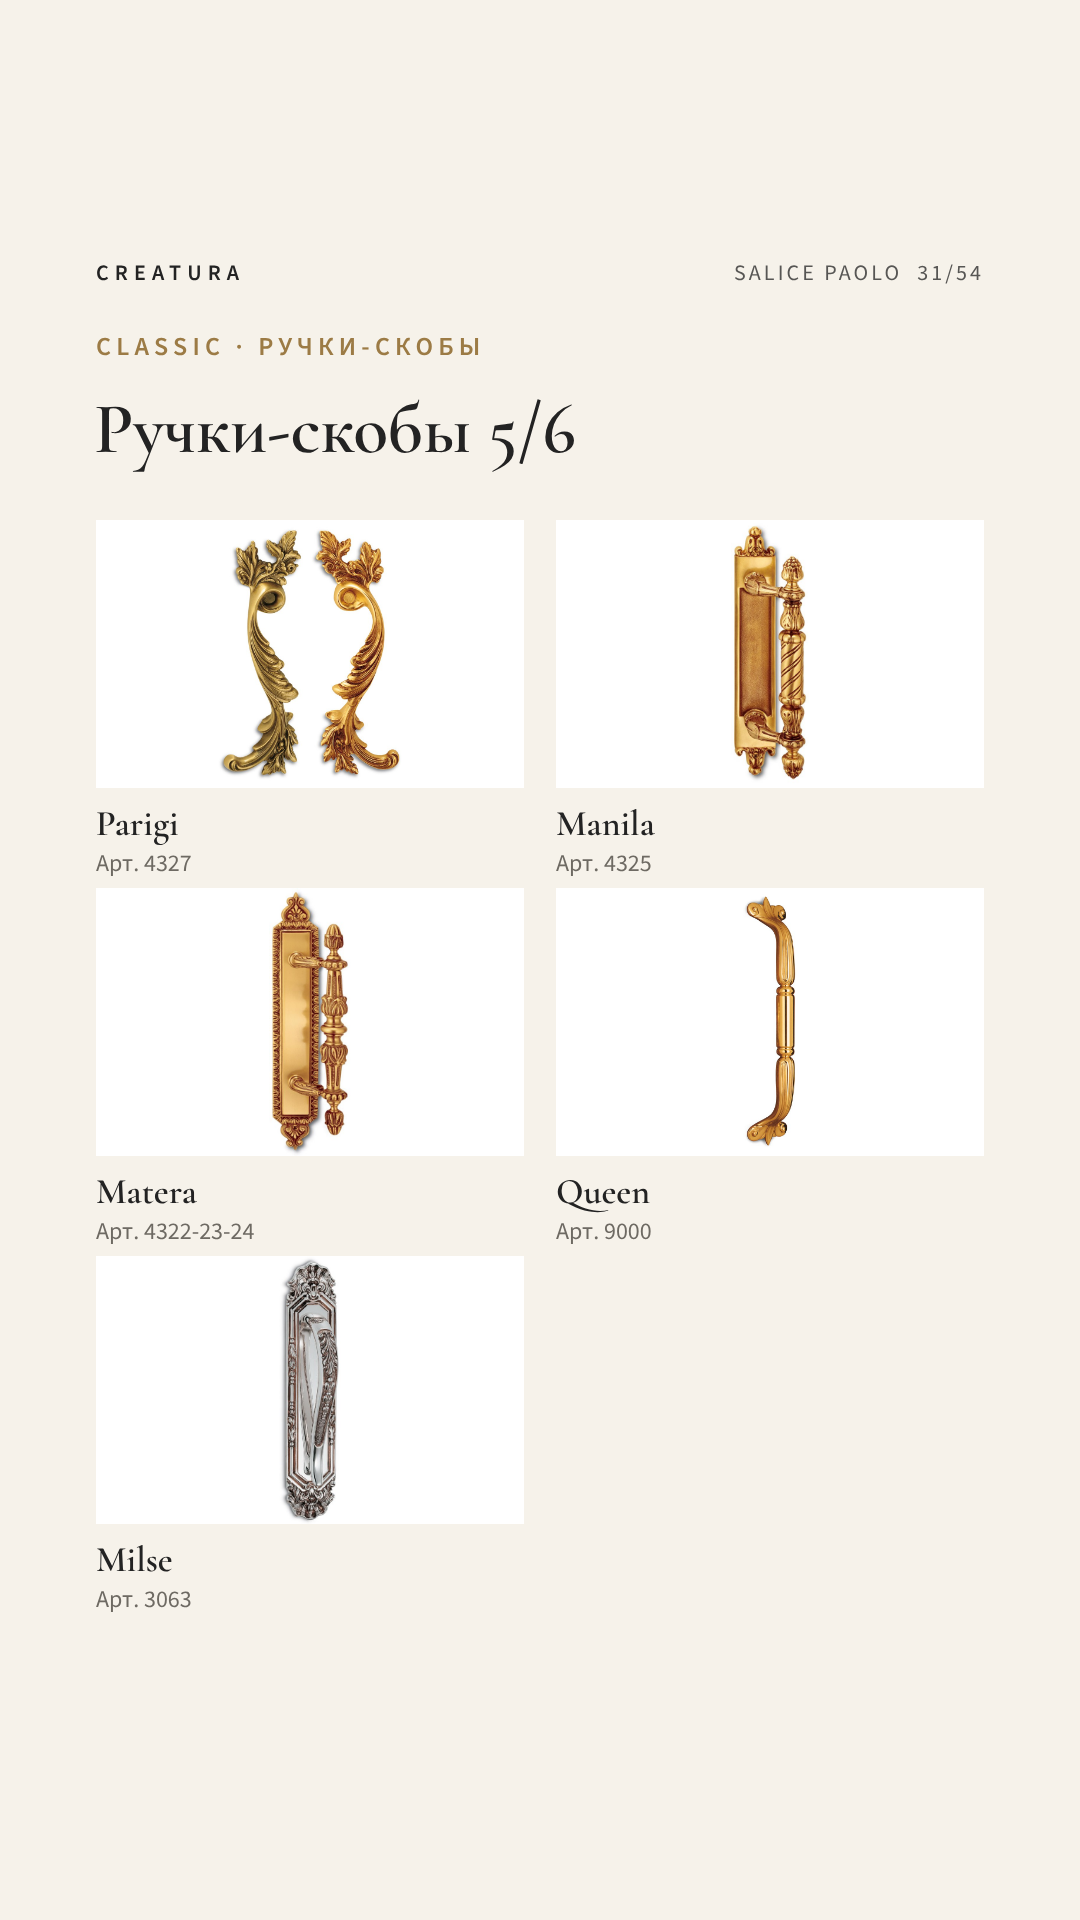 CREATURA
SALICE PAOLO 31/54
CLASSIC · РУЧКИ-СКОБЫ
Ручки-скобы 5/6
Parigi
Арт. 4327
Manila
Арт. 4325
Matera
Арт. 4322-23-24
Queen
Арт. 9000
Milse
Арт. 3063